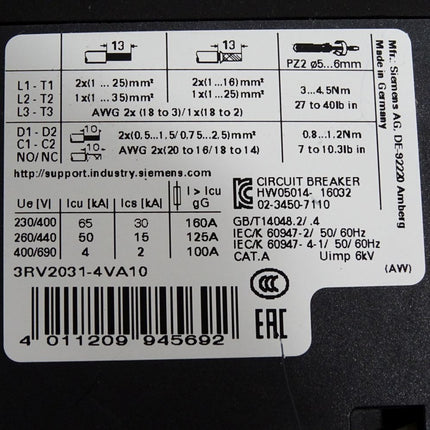 13 13 PZ2 ø5...6mm
L1 - T1 2x(1 ... 25)mm² 2x(1...16)mm² 3...4.5Nm
L2 - T2 1x(1...35)mm² 1x(1...25)mm² 27 to 40lb in
L3 - T3 AWG 2x (18 to 3)/1x(18 to 2)
D1 - D2 10 2x(0.5...1.5/0.75...2.5)mm² 0.8...1.2Nm
C1 - C2
NO/NC 10 AWG 2x(20 to 16/18 to 14) 7 to 10.3lb in
http://support.industry.siemens.com
Ue [V] Icu [kA] Ics [kA] I > Icu
gG
230/400 65 30 160A
260/440 50 15 125A
400/690 4 2 100A
CIRCUIT BREAKER
HW05014- 16032
02-3450-7110
GB/T14048.2/ .4
IEC/K 60947- 2/ 50/60Hz
IEC/K 60947- 4-1/ 50/60Hz
CAT.A Uimp 6kV
(AW)
3RV2031-4VA10
CCC
EAC
4 011209 945692
Mfr.: Siemens AG, DE-92220 Amberg
Made in Germany